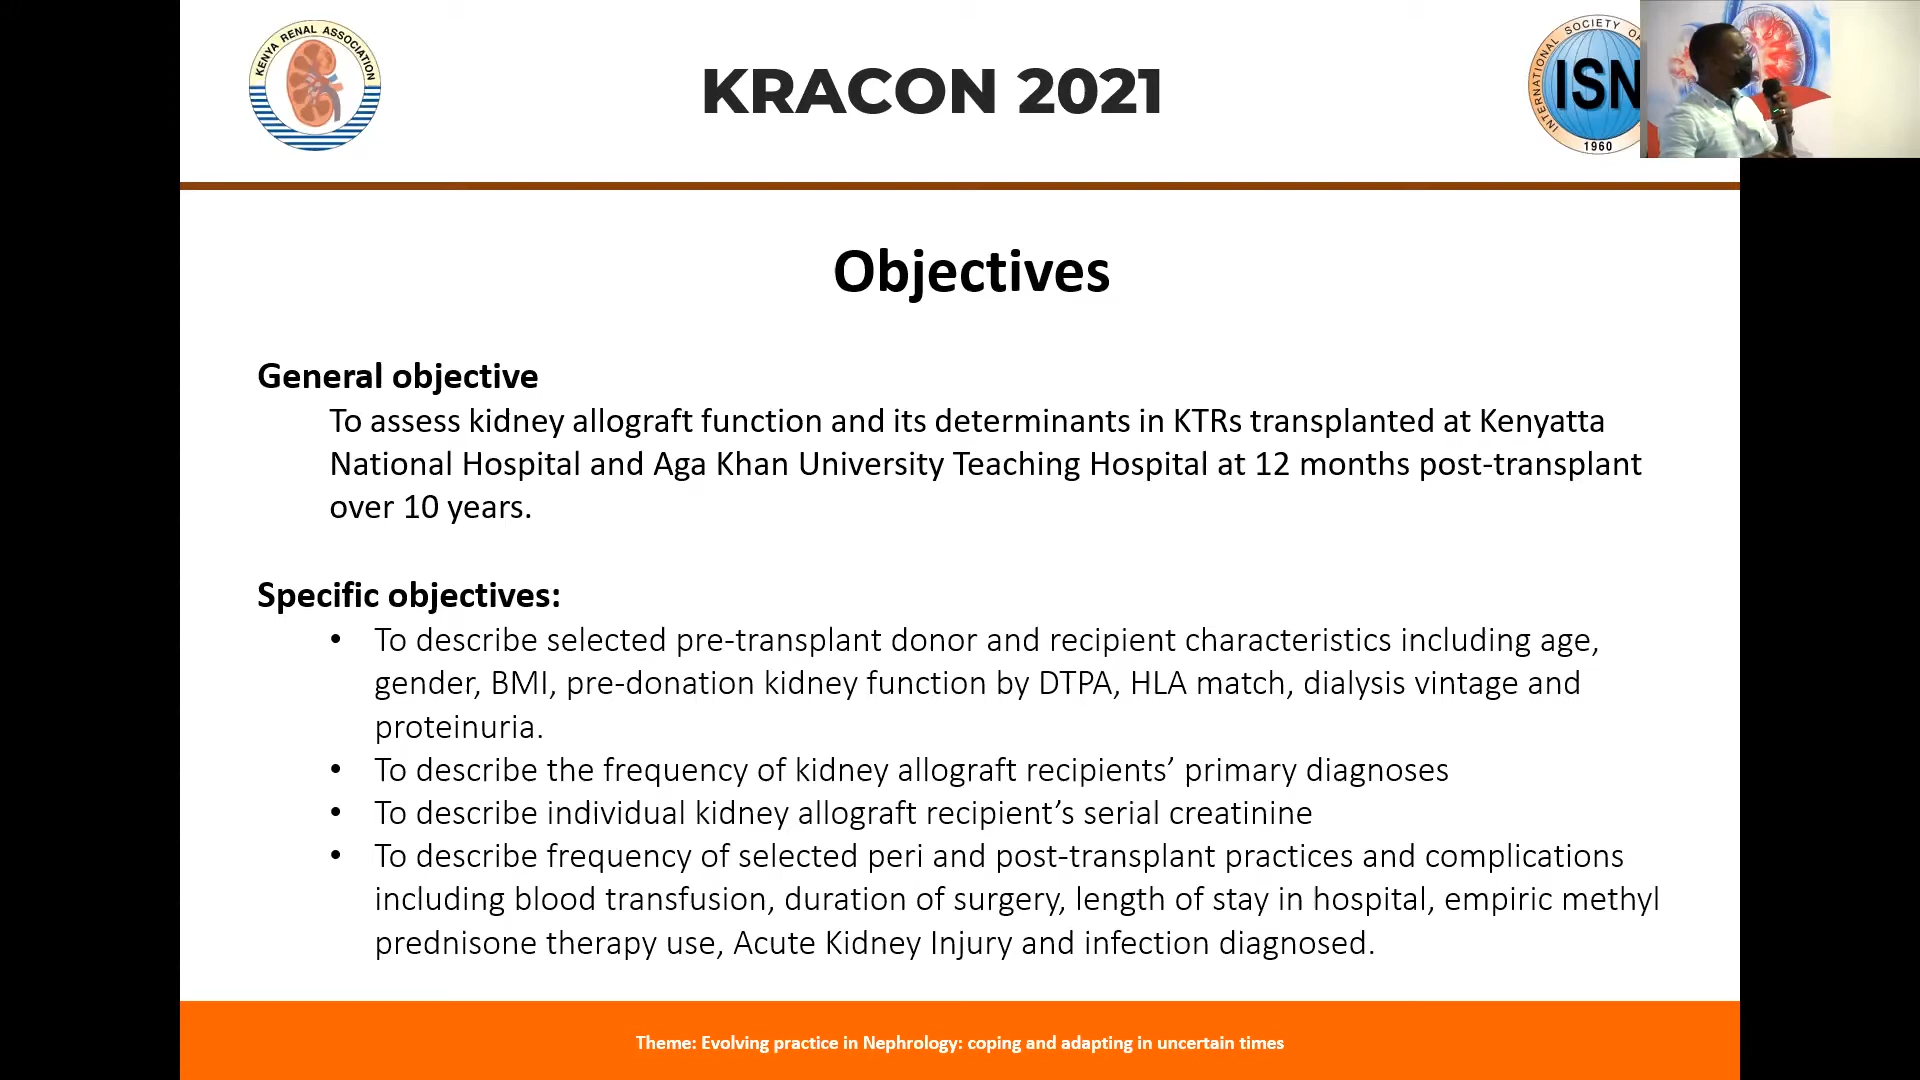 KENYA RENAL ASSOCIATION
KRACON 2021
INTERNATIONAL SOCIETY
ISN
1960
Objectives
General objective
To assess kidney allograft function and its determinants in KTRs transplanted at Kenyatta
National Hospital and Aga Khan University Teaching Hospital at 12 months post-transplant
over 10 years.
Specific objectives:
• To describe selected pre-transplant donor and recipient characteristics including age,
gender, BMI, pre-donation kidney function by DTPA, HLA match, dialysis vintage and
proteinuria.
• To describe the frequency of kidney allograft recipients’ primary diagnoses
• To describe individual kidney allograft recipient’s serial creatinine
• To describe frequency of selected peri and post-transplant practices and complications
including blood transfusion, duration of surgery, length of stay in hospital, empiric methyl
prednisone therapy use, Acute Kidney Injury and infection diagnosed.
Theme: Evolving practice in Nephrology: coping and adapting in uncertain times